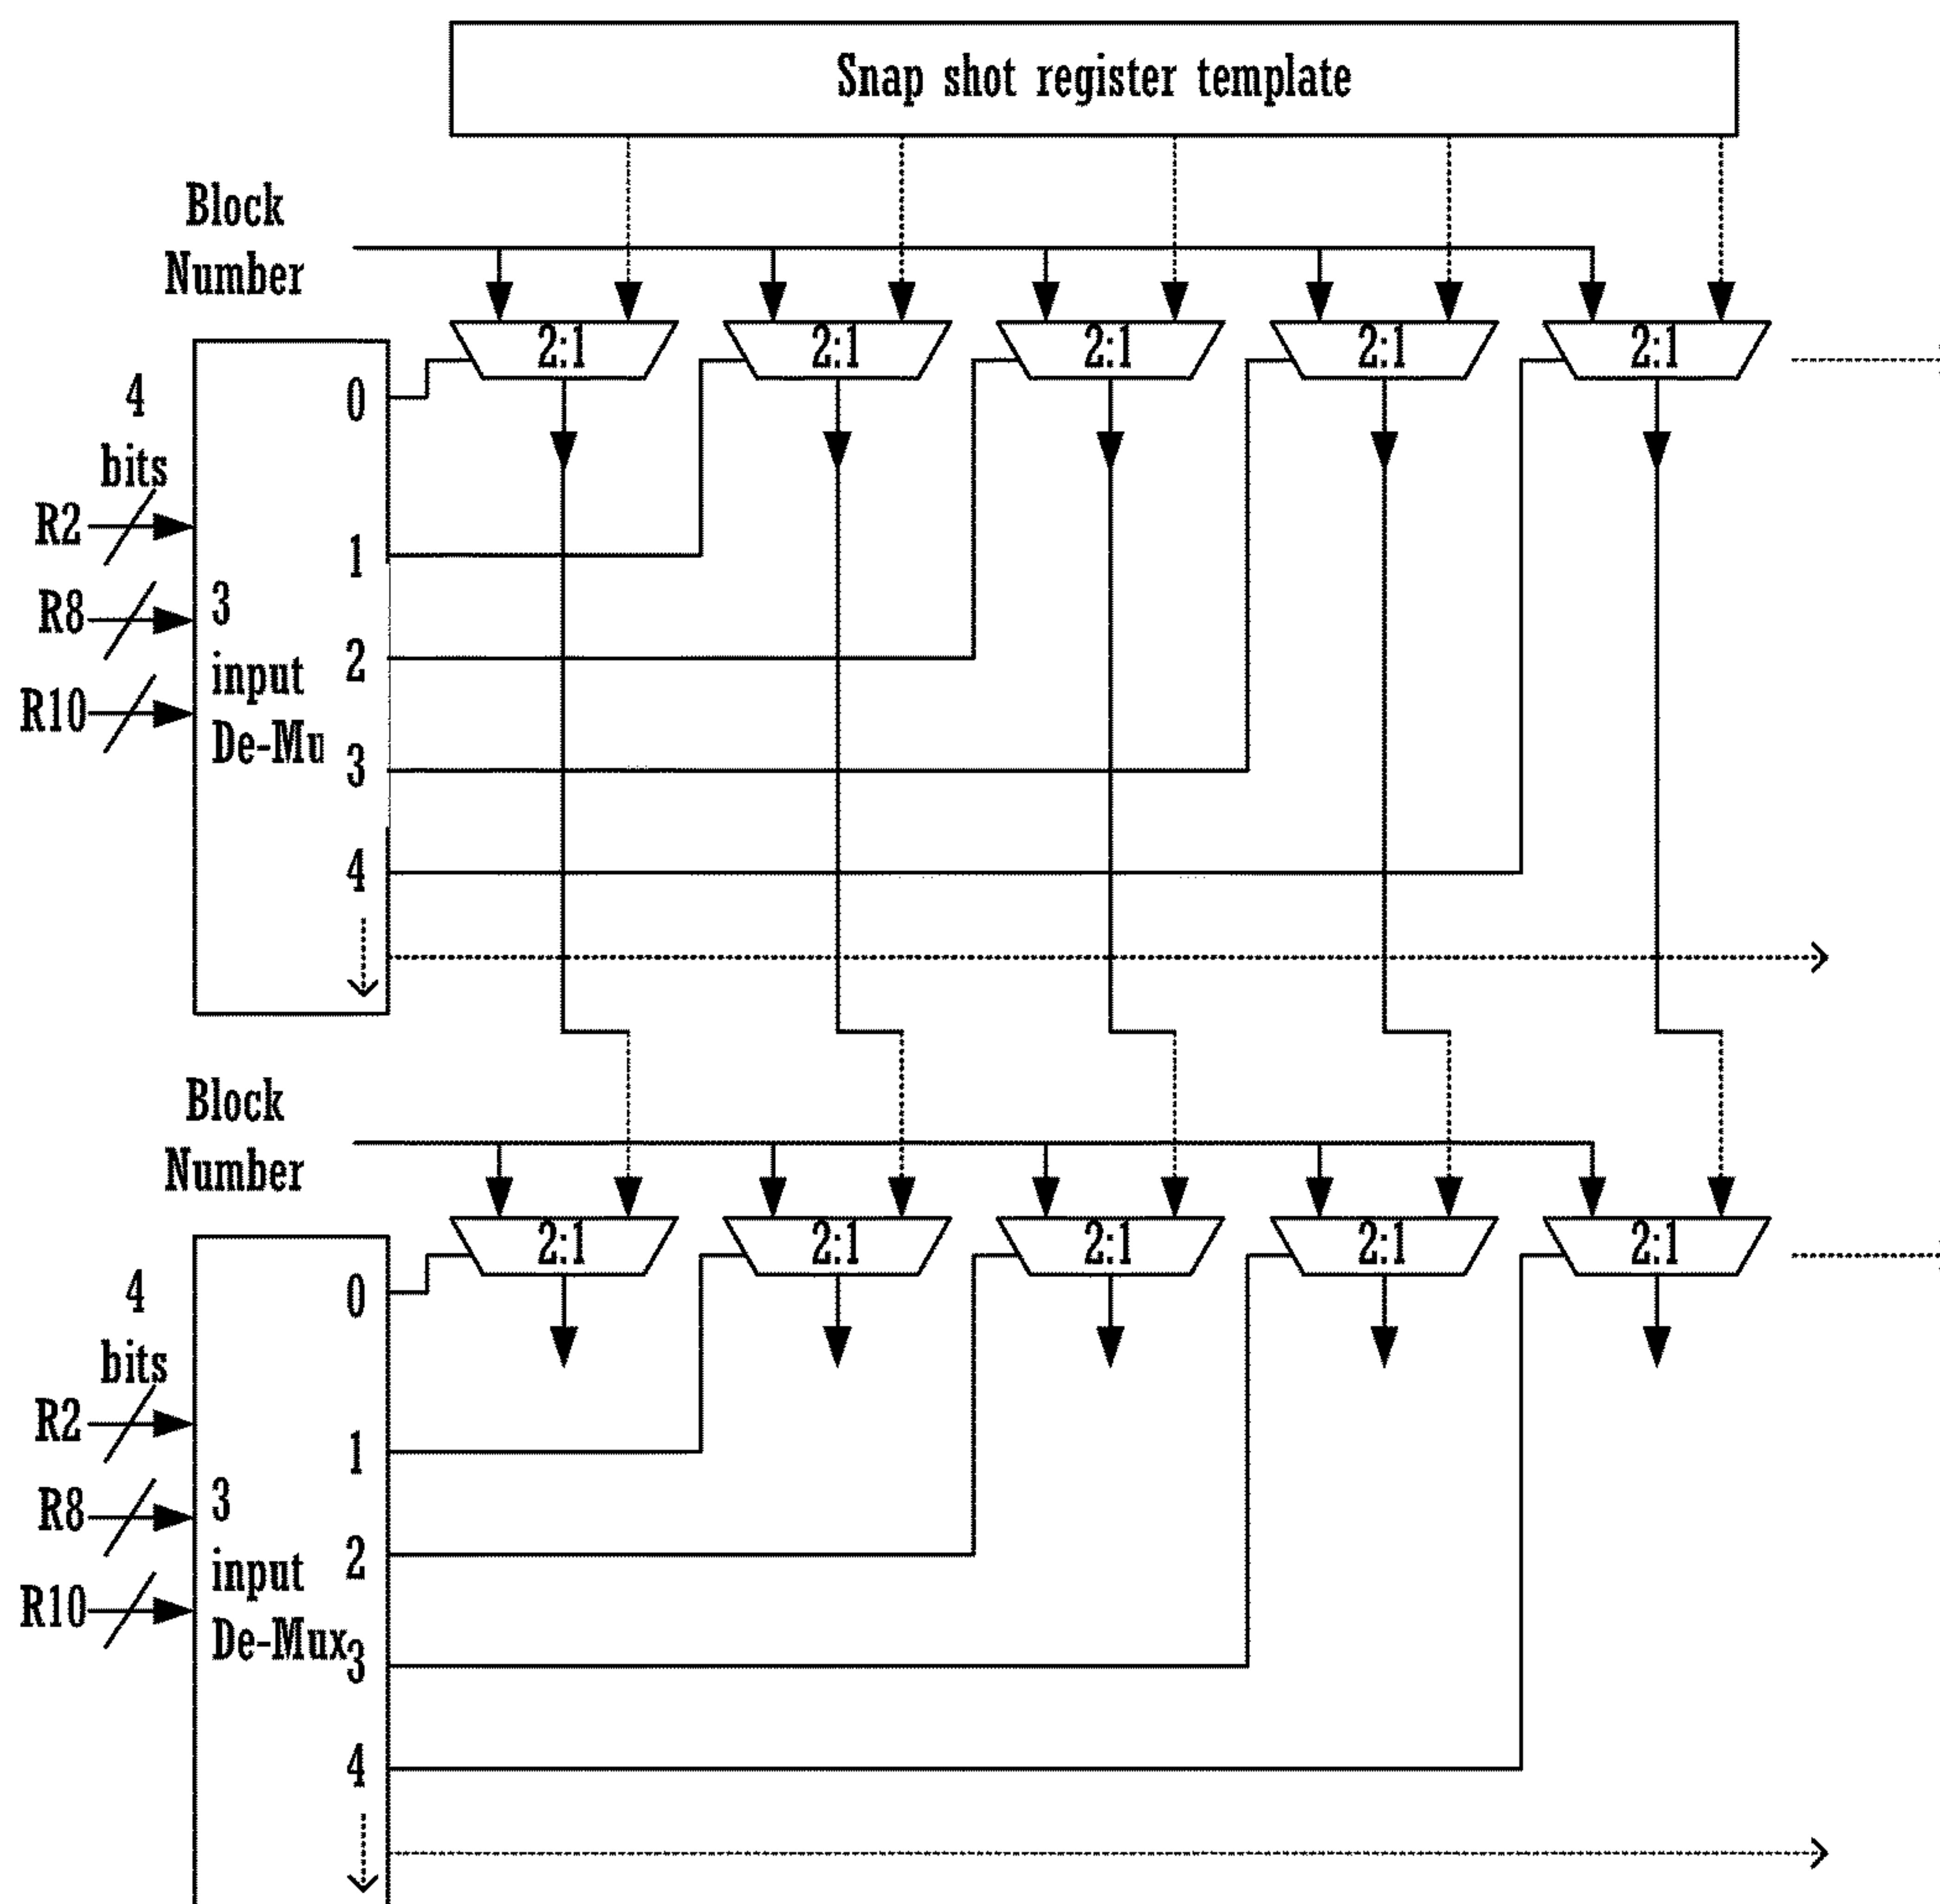 Snap shot register template
Block
Number
2:1 2:1 2:1 2:1 2:1
0
4
bits
R2
1
R8
3
2
input
R10
De-Mu
3
4
Block
Number
2:1 2:1 2:1 2:1 2:1
0
4
bits
R2
1
R8
3
2
input
R10
De-Mux
3
4